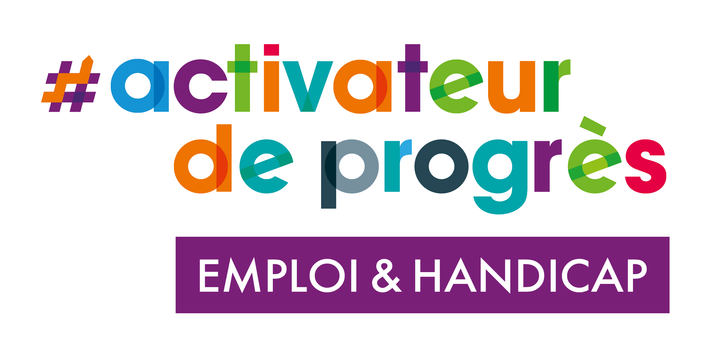 #activateur
de progrès
EMPLOI & HANDICAP